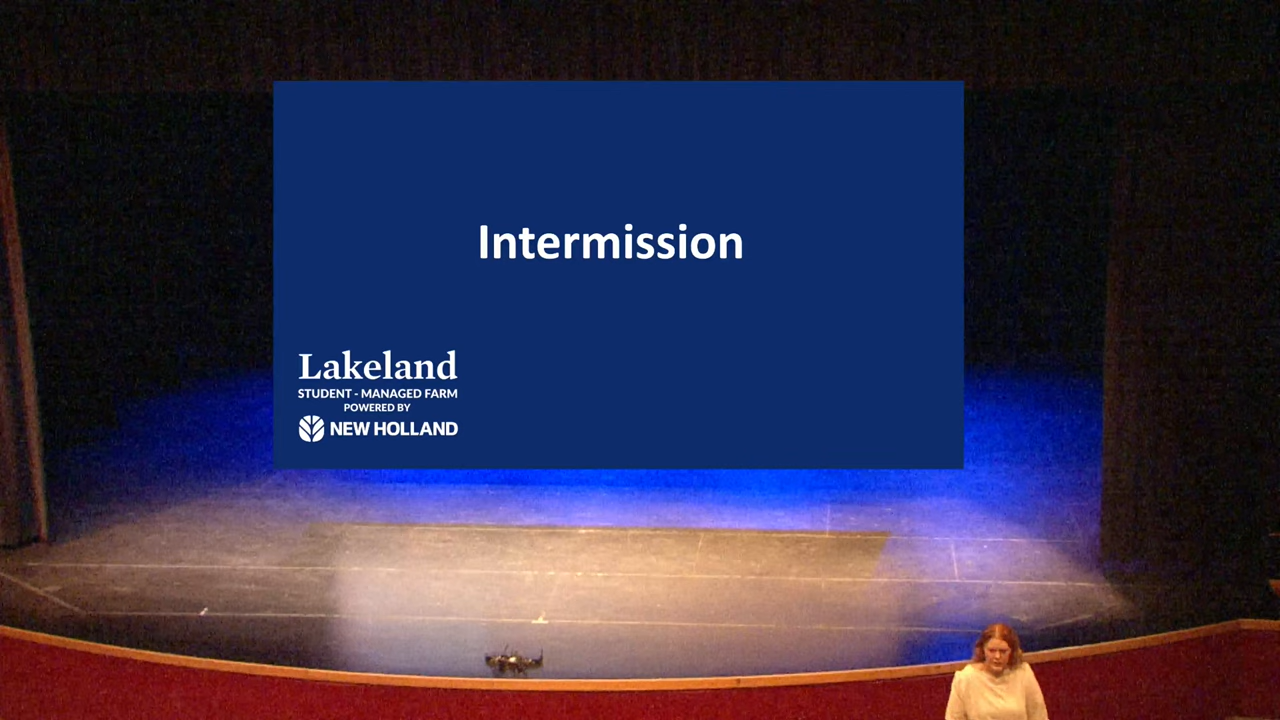 Intermission
Lakeland
STUDENT - MANAGED FARM
POWERED BY
NEW HOLLAND